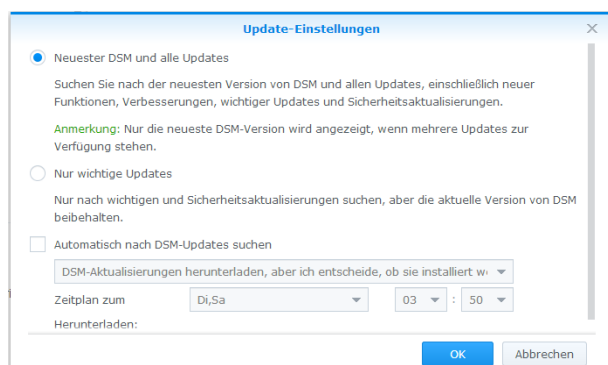 Update-Einstellungen
Neuester DSM und alle Updates
Suchen Sie nach der neuesten Version von DSM und allen Updates, einschließlich neuer
Funktionen, Verbesserungen, wichtiger Updates und Sicherheitsaktualisierungen.
Anmerkung: Nur die neueste DSM-Version wird angezeigt, wenn mehrere Updates zur
Verfügung stehen.
Nur wichtige Updates
Nur nach wichtigen und Sicherheitsaktualisierungen suchen, aber die aktuelle Version von DSM
beibehalten.
Automatisch nach DSM-Updates suchen
DSM-Aktualisierungen herunterladen, aber ich entscheide, ob sie installiert
Zeitplan zum Di,Sa 03 : 50
Herunterladen:
OK Abbrechen